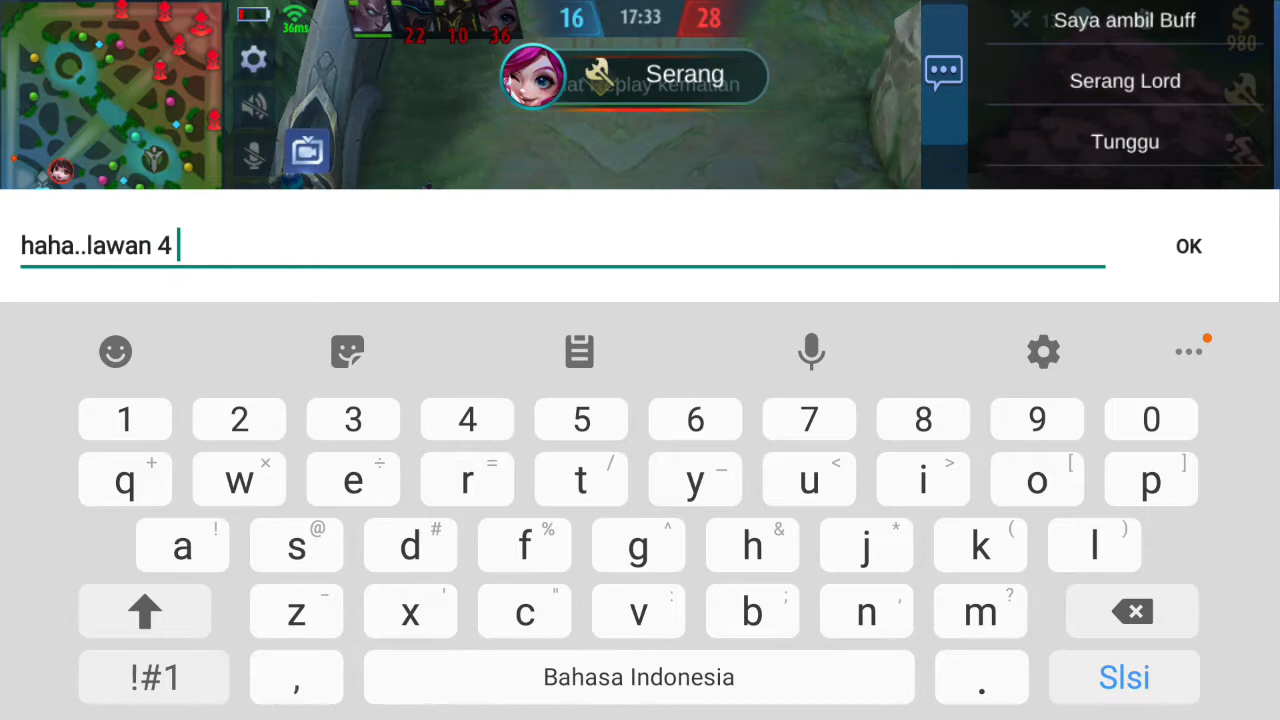 36ms
22 10 36
16 17:33 28
Serang
Saya ambil Buff
980
Serang Lord
Tunggu
haha..lawan 4
OK
1 2 3 4 5 6 7 8 9 0
q + w × e ÷ r = t / y _ u < i > o [ p ]
a ! s @ d # f % g ^ h & j * k ( l )
z - x ' c " v : b ; n , m ?
!#1 , Bahasa Indonesia . Slsi